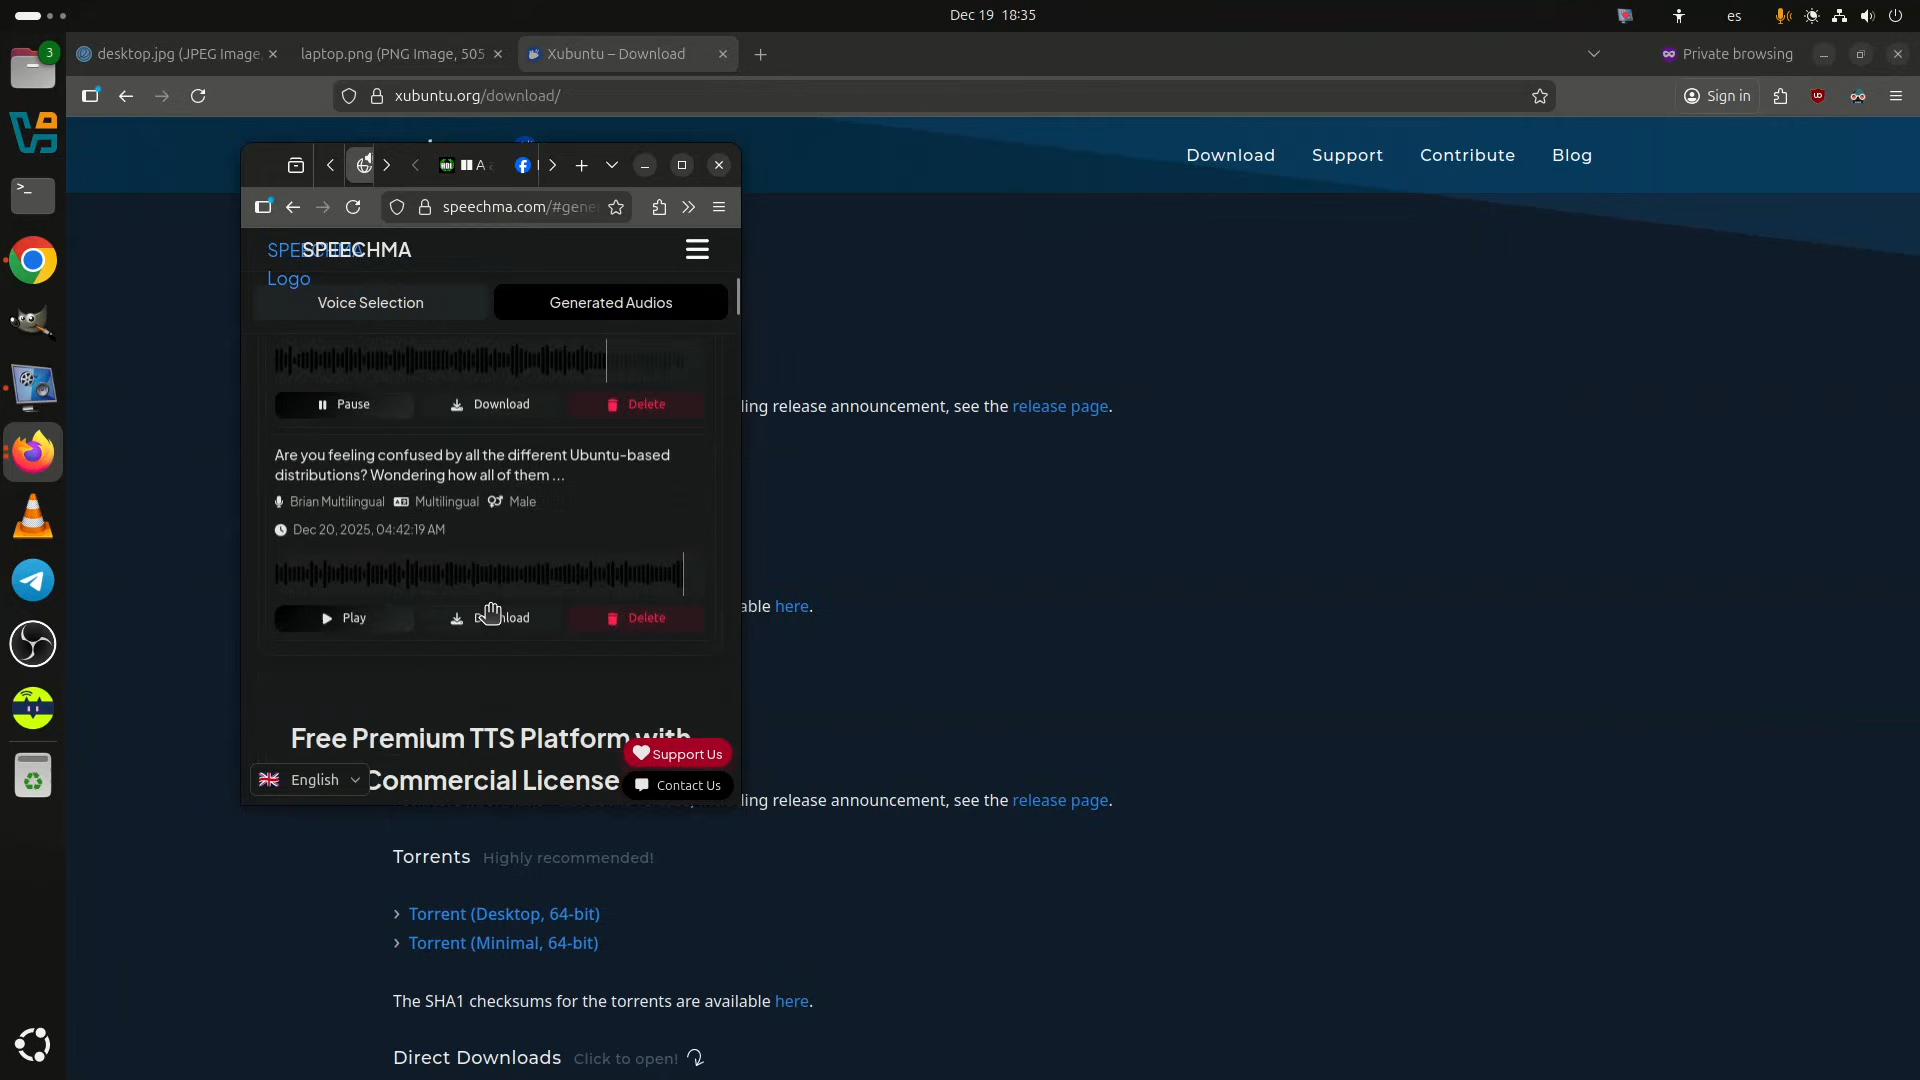 Dec 19 18:35
es
3
desktop.jpg (JPEG Image,
laptop.png (PNG Image, 505
Xubuntu – Download
Private browsing
xubuntu.org/download/
Sign in
Download
Support
Contribute
Blog
speechma.com/#gene
SPEECHMA
Logo
SPEECHMA
Voice Selection
Generated Audios
Pause
Download
Delete
Are you feeling confused by all the different Ubuntu-based
distributions? Wondering how all of them ...
Brian Multilingual
Multilingual
Male
Dec 20, 2025, 04:42:19 AM
Play
Delete
Free Premium TTS Platform with
Commercial License
Support Us
Contact Us
English
ling release announcement, see the release page.
able here.
ling release announcement, see the release page.
Torrents Highly recommended!
Torrent (Desktop, 64-bit)
Torrent (Minimal, 64-bit)
The SHA1 checksums for the torrents are available here.
Direct Downloads Click to open!